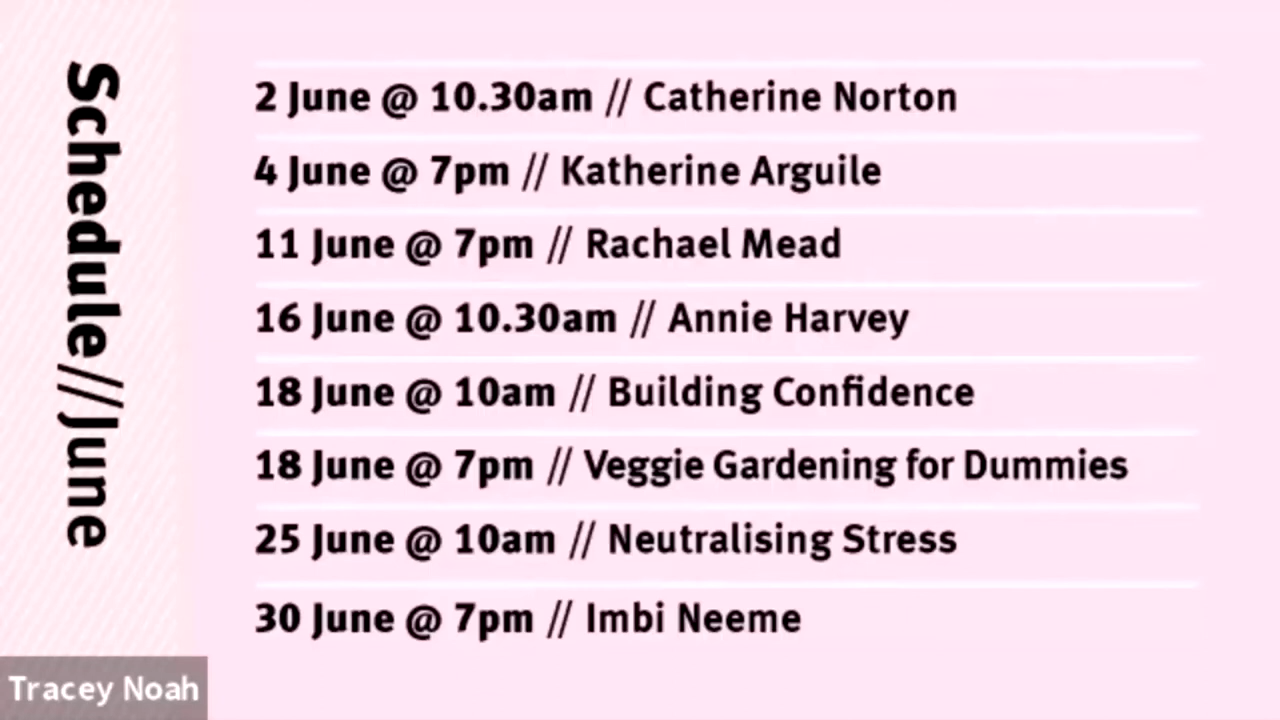 Schedule//June
2 June @ 10.30am // Catherine Norton
4 June @ 7pm // Katherine Arguile
11 June @ 7pm // Rachael Mead
16 June @ 10.30am // Annie Harvey
18 June @ 10am // Building Confidence
18 June @ 7pm // Veggie Gardening for Dummies
25 June @ 10am // Neutralising Stress
30 June @ 7pm // Imbi Neeme
Tracey Noah